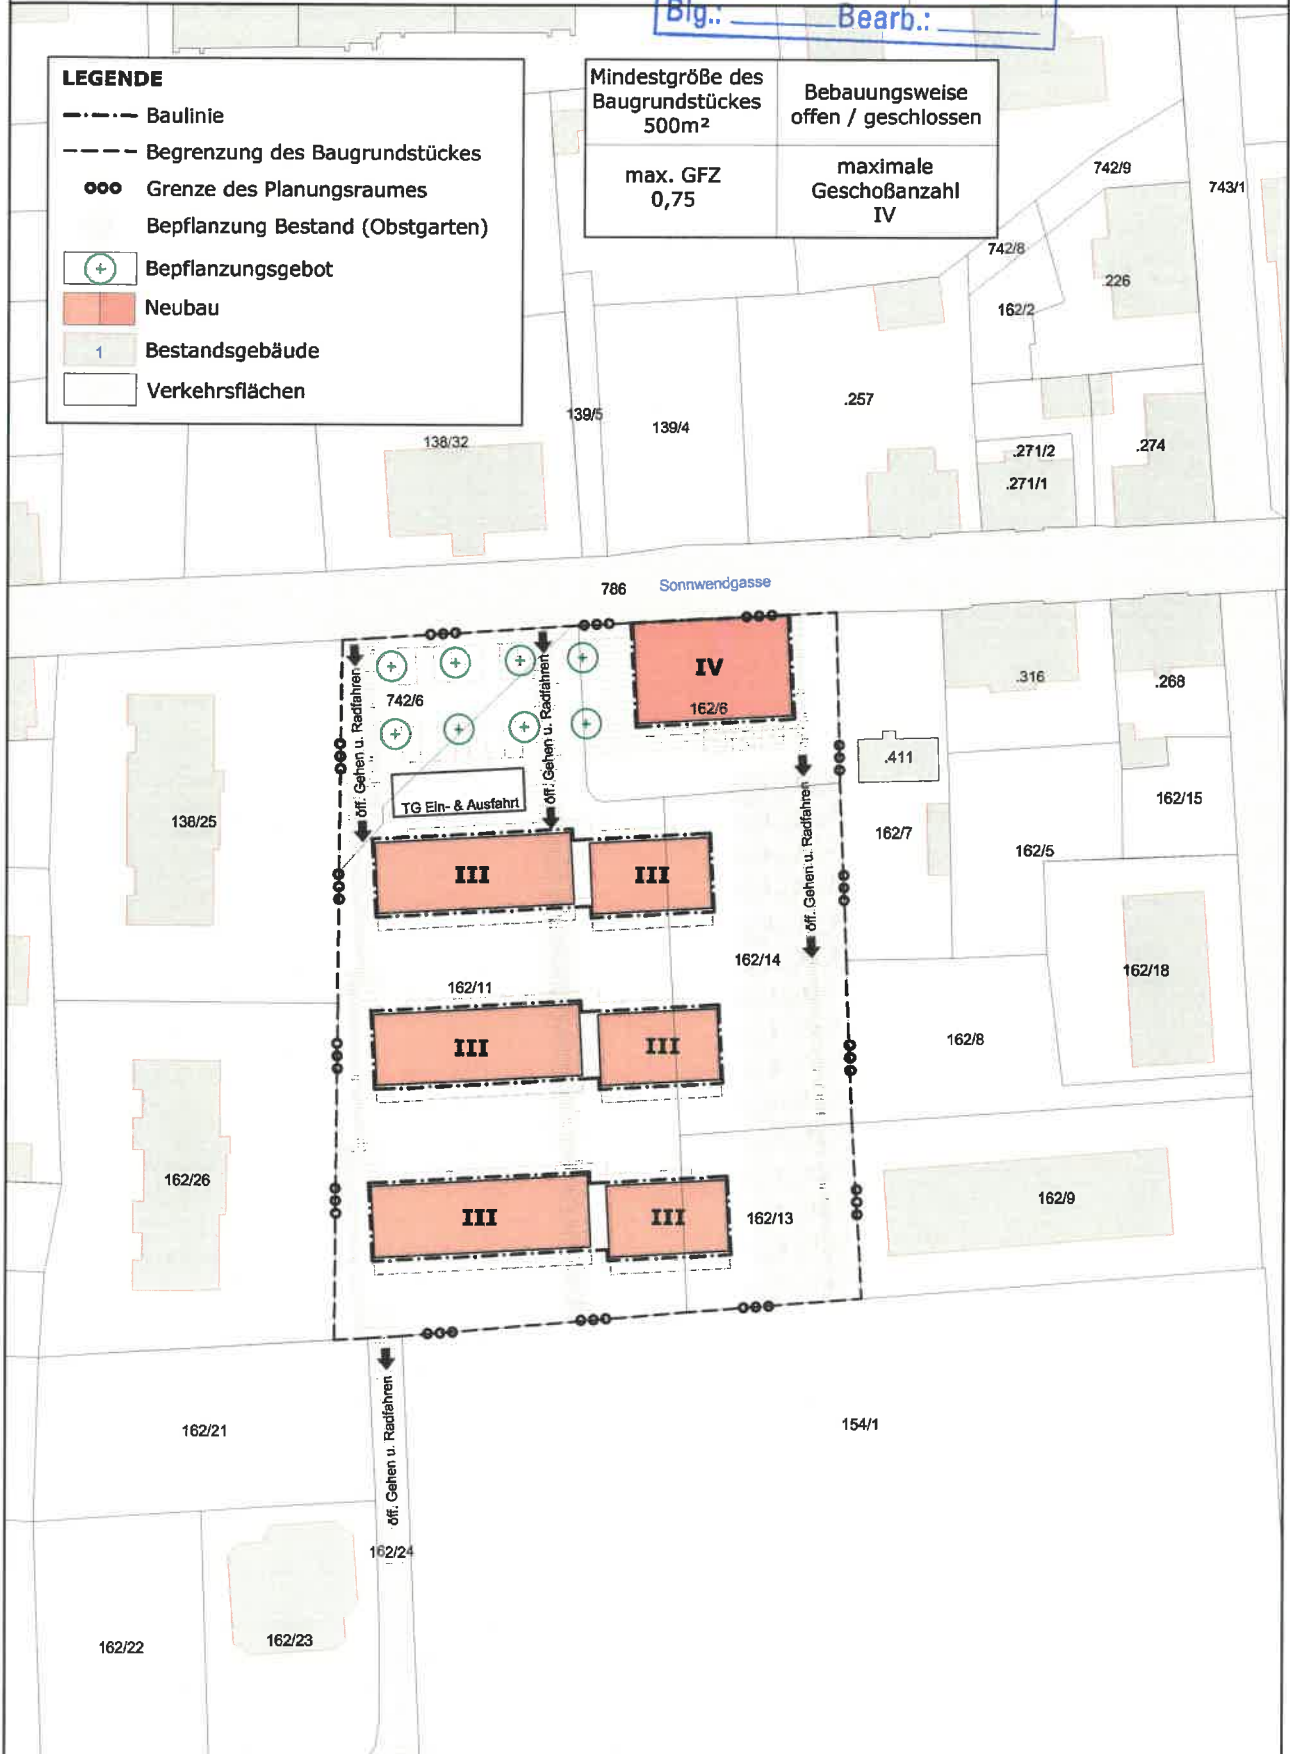 Blg.: Bearb.:
LEGENDE
Baulinie
Begrenzung des Baugrundstückes
Grenze des Planungsraumes
Bepflanzung Bestand (Obstgarten)
Bepflanzungsgebot
Neubau
1 Bestandsgebäude
Verkehrsflächen
Mindestgröße des
Baugrundstückes
500m²
Bebauungsweise
offen / geschlossen
max. GFZ
0,75
maximale
Geschoßanzahl
IV
742/9
743/1
742/8
226
162/2
139/5
139/4
.257
138/32
.271/2
.271/1
.274
786 Sonnwendgasse
öff. Gehen u. Radfahren
742/6
öff. Gehen u. Radfahren
IV
162/6
.316
.268
TG Ein- & Ausfahrt
.411
138/25
öff. Gehen u. Radfahren
162/7
162/5
162/15
III
III
162/14
162/18
162/11
III
III
162/8
162/26
III
III
162/13
162/9
162/21
öff. Gehen u. Radfahren
154/1
162/24
162/22
162/23